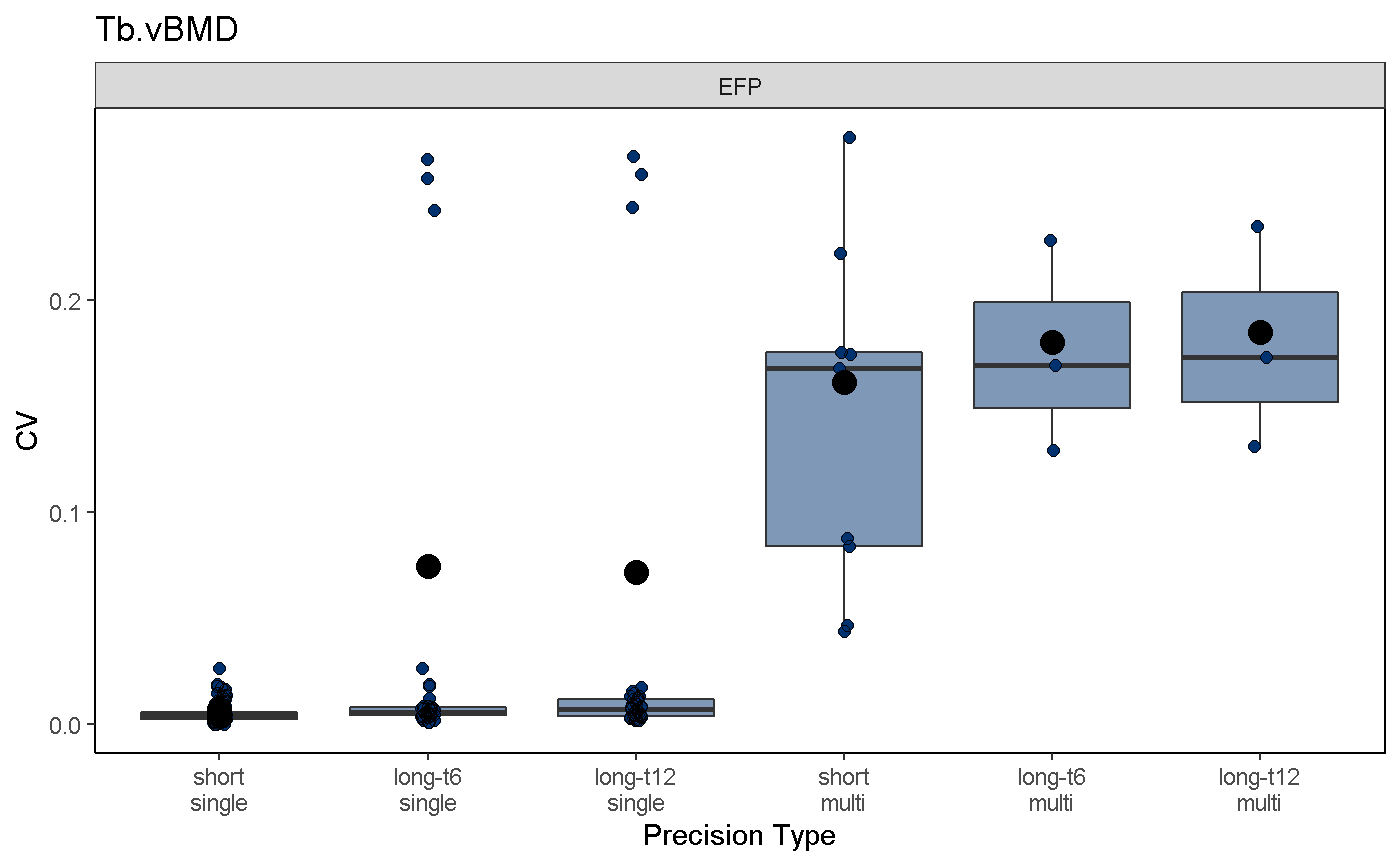 Tb.vBMD
EFP
CV
0.2
0.1
0.0
short
single
long-t6
single
long-t12
single
short
multi
long-t6
multi
long-t12
multi
Precision Type